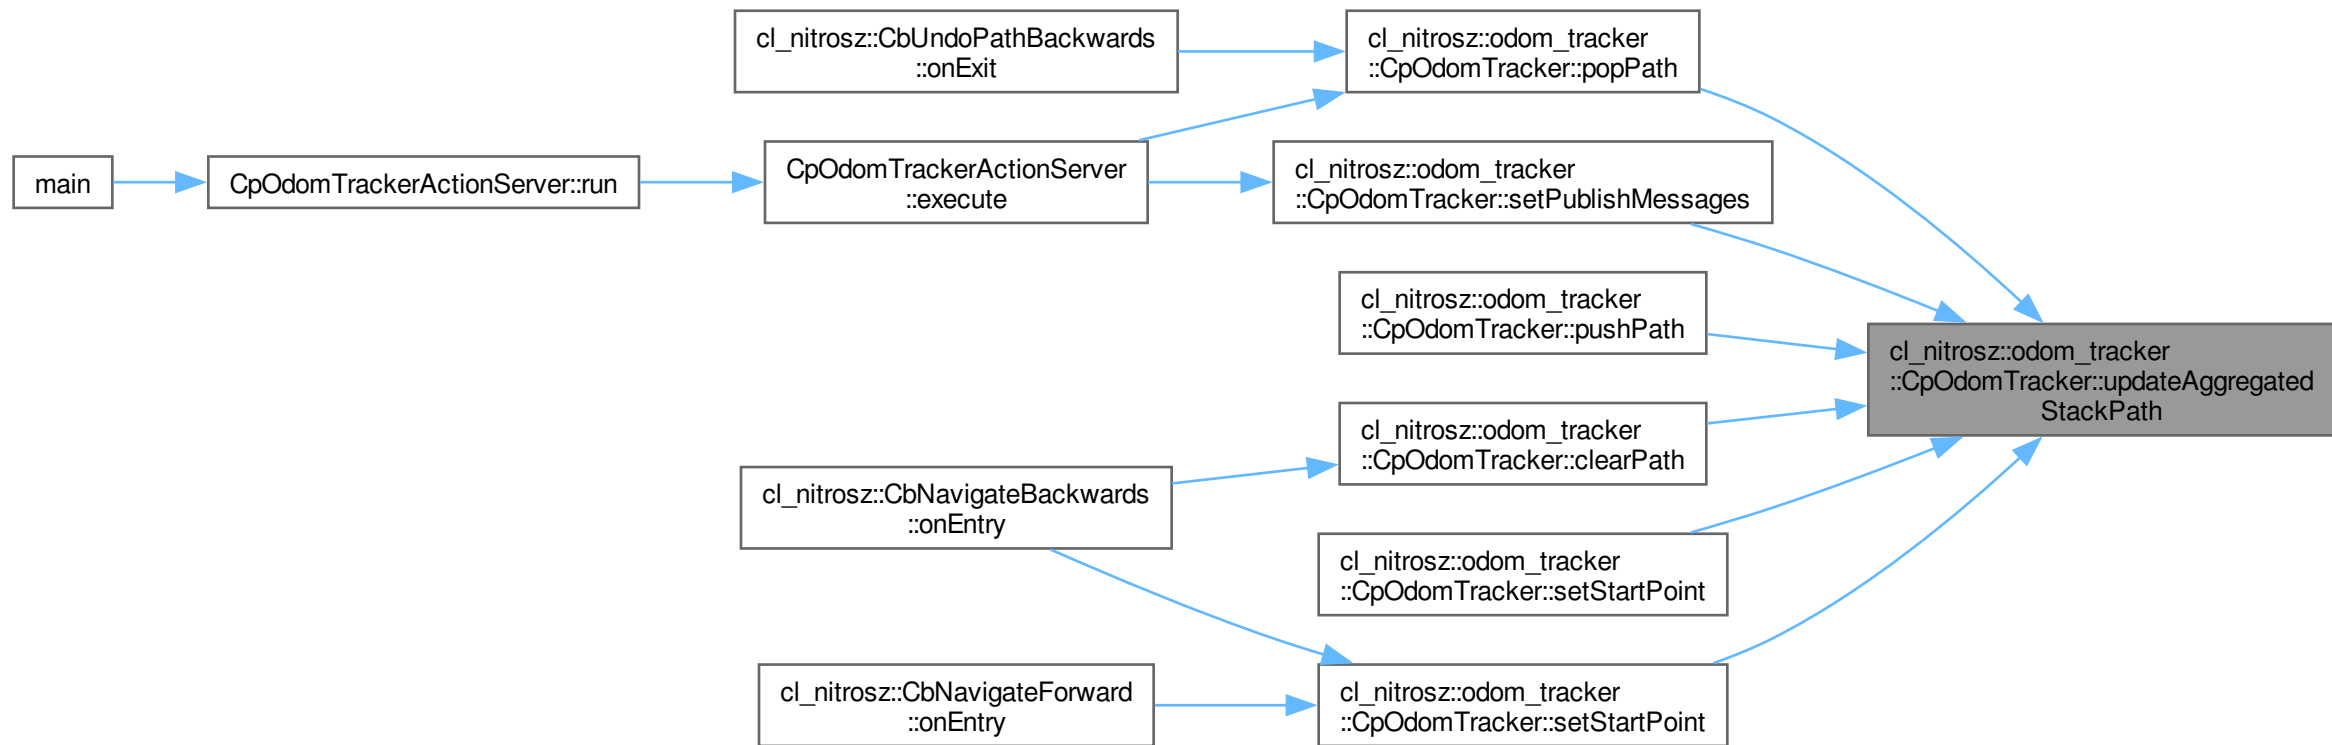 cl_nitrosz::CbUndoPathBackwards
::onExit
cl_nitrosz::odom_tracker
::CpOdomTracker::popPath
main
CpOdomTrackerActionServer::run
CpOdomTrackerActionServer
::execute
cl_nitrosz::odom_tracker
::CpOdomTracker::setPublishMessages
cl_nitrosz::odom_tracker
::CpOdomTracker::pushPath
cl_nitrosz::odom_tracker
::CpOdomTracker::updateAggregated
StackPath
cl_nitrosz::odom_tracker
::CpOdomTracker::clearPath
cl_nitrosz::CbNavigateBackwards
::onEntry
cl_nitrosz::odom_tracker
::CpOdomTracker::setStartPoint
cl_nitrosz::CbNavigateForward
::onEntry
cl_nitrosz::odom_tracker
::CpOdomTracker::setStartPoint